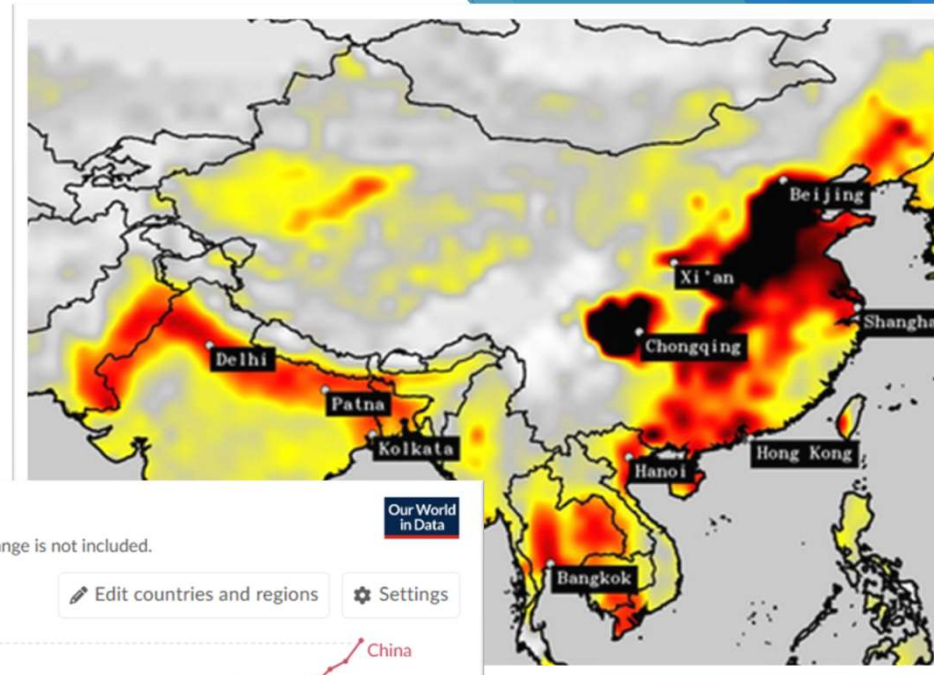 Beijing
Xi'an
Shangha
Chongqing
Delhi
Patna
Kolkata
Hanoi
Hong Kong
Bangkok
Our World
in Data
nge is not included.
Edit countries and regions
Settings
China